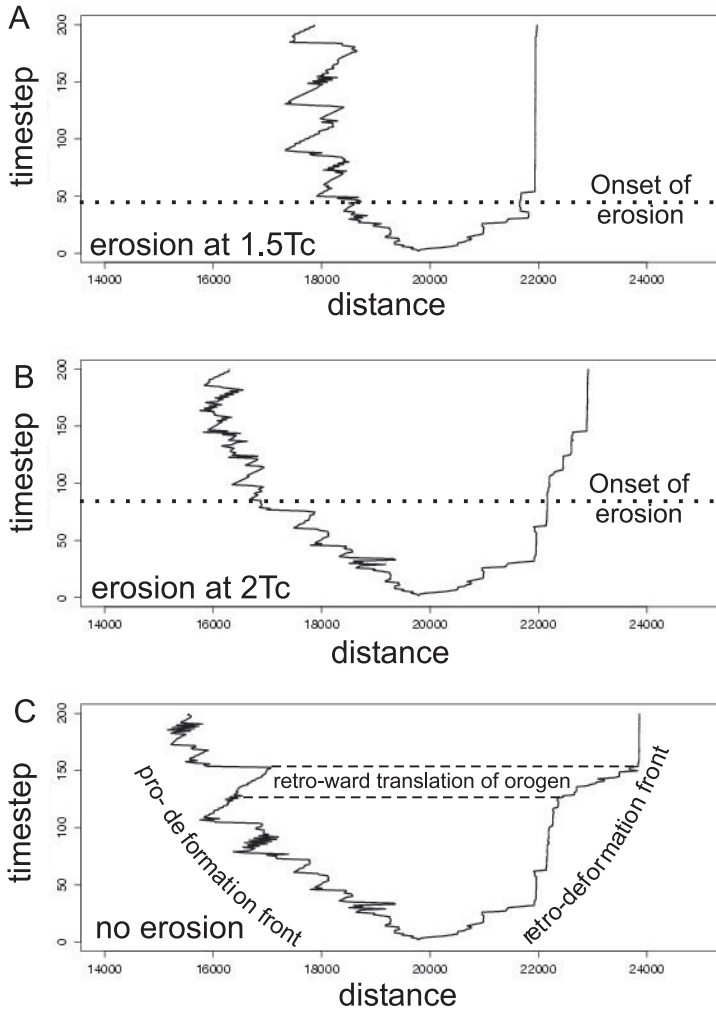 A
200
150
100
50
0
timestep
Onset of
erosion
erosion at 1.5Tc
14000 16000 18000 20000 22000 24000
distance
B
200
150
100
50
0
timestep
Onset of
erosion
erosion at 2Tc
14000 16000 18000 20000 22000 24000
distance
C
200
150
100
50
0
timestep
retro-ward translation of orogen
pro- deformation front
retro-deformation front
no erosion
14000 16000 18000 20000 22000 24000
distance